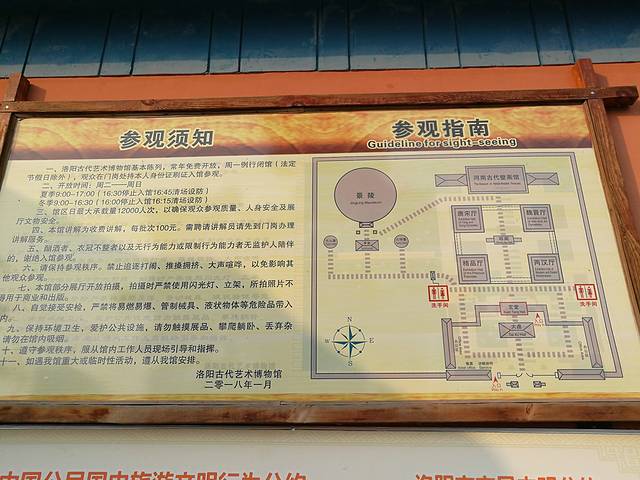 参观须知
一、洛阳古代艺术博物馆基本陈列，常年免费开放，周一例行闭馆（法定
节假日除外），观众在门岗处持本人身份证刷证入馆参观。
二、开放时间：周二——周日
夏季9:00-17:00（16:30停止入馆16:45清场设防）
冬季9:00-16:30（16:00停止入馆16:15清场设防）
三、馆区日最大承载量12000人次，以确保观众参观质量、人身安全及展
厅文物安全。
四、本馆讲解为收费讲解，每批次100元。需聘请讲解员请先到门岗办理
讲解服务。
五、酗酒者、衣冠不整者以及无行为能力或限制行为能力者无监护人陪伴
的，谢绝入馆参观。
六、请保持参观秩序。禁止追逐打闹、推搡拥挤、大声喧哗，以免影响其
他观众参观。
七、本馆部分展厅开放拍摄，拍摄时严禁使用闪光灯、立架，所拍照片不
得用于商业和出版。
八、自觉接受安检，严禁将易燃易爆、管制械具、液状物体等危险品带入
内。
九、保持环境卫生，爱护公共设施，请勿触摸展品、攀爬躺卧、丢弃杂
请勿在馆内吸烟。
十、遵守参观秩序，服从馆内工作人员现场引导和指挥。
十一、如遇我馆重大或临时性活动，遵从我馆安排。
洛阳古代艺术博物馆
二零一八年一月
参观指南
Guideline for sight-seeing
景陵
河南古代壁画馆
唐宋厅
魏晋厅
精品厅
两汉厅
洗手间
洗手间
玄宫
大殿
入口
N
W
E
S